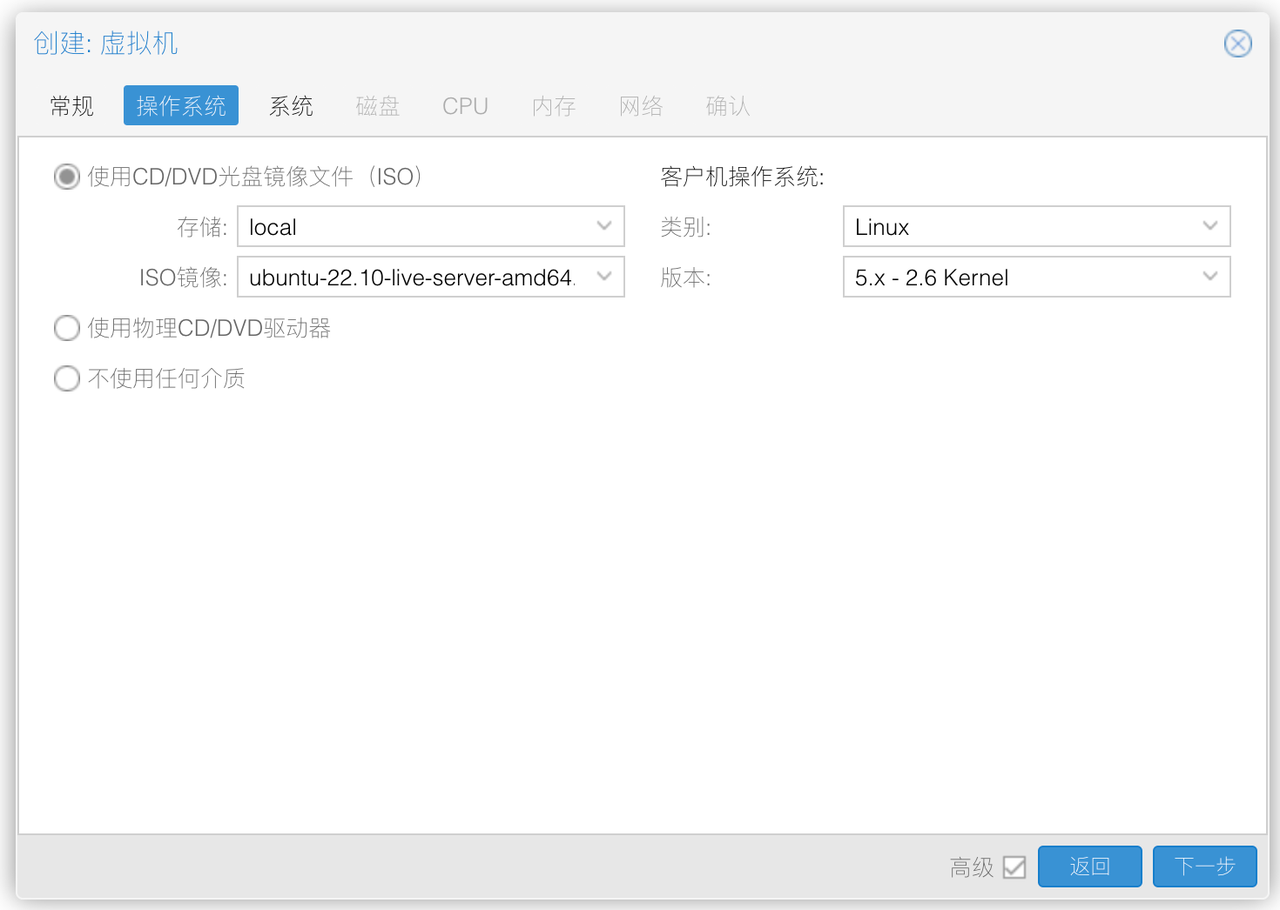 创建: 虚拟机
常规 操作系统 系统 磁盘 CPU 内存 网络 确认
使用CD/DVD光盘镜像文件（ISO） 客户机操作系统:
存储: local 类别: Linux
ISO镜像: ubuntu-22.10-live-server-amd64. 版本: 5.x - 2.6 Kernel
使用物理CD/DVD驱动器
不使用任何介质
高级 返回 下一步